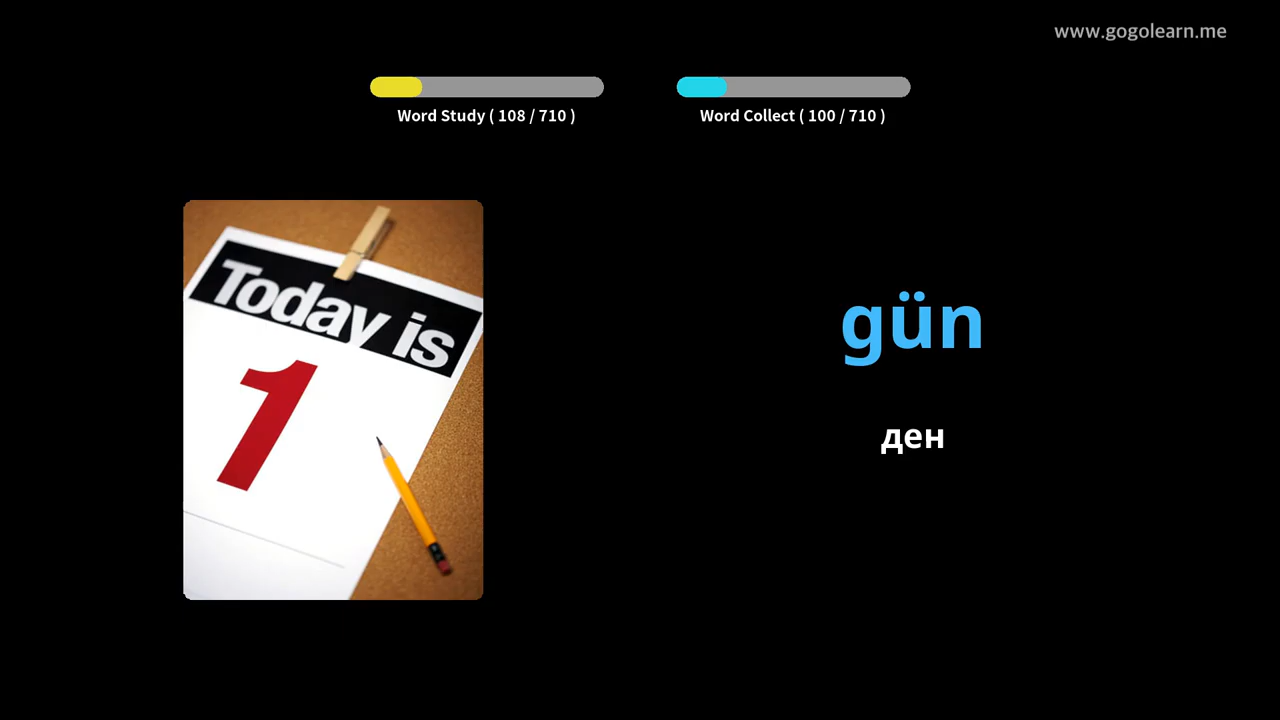 www.gogolearn.me
Word Study ( 108 / 710 )
Word Collect ( 100 / 710 )
Today is
1
gün
ден